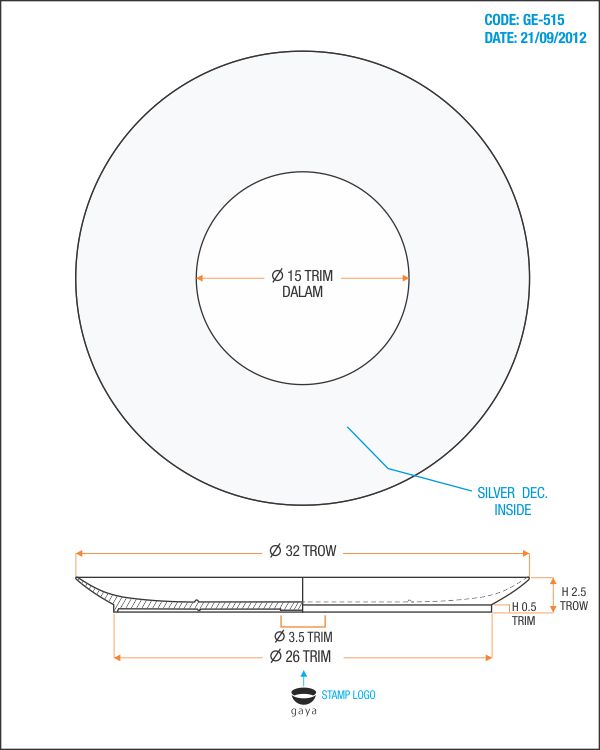 CODE: GE-515
DATE: 21/09/2012
Ø 15 TRIM
DALAM
SILVER DEC.
INSIDE
Ø 32 TROW
H 2.5
TROW
H 0.5
TRIM
Ø 3.5 TRIM
Ø 26 TRIM
STAMP LOGO
gaya